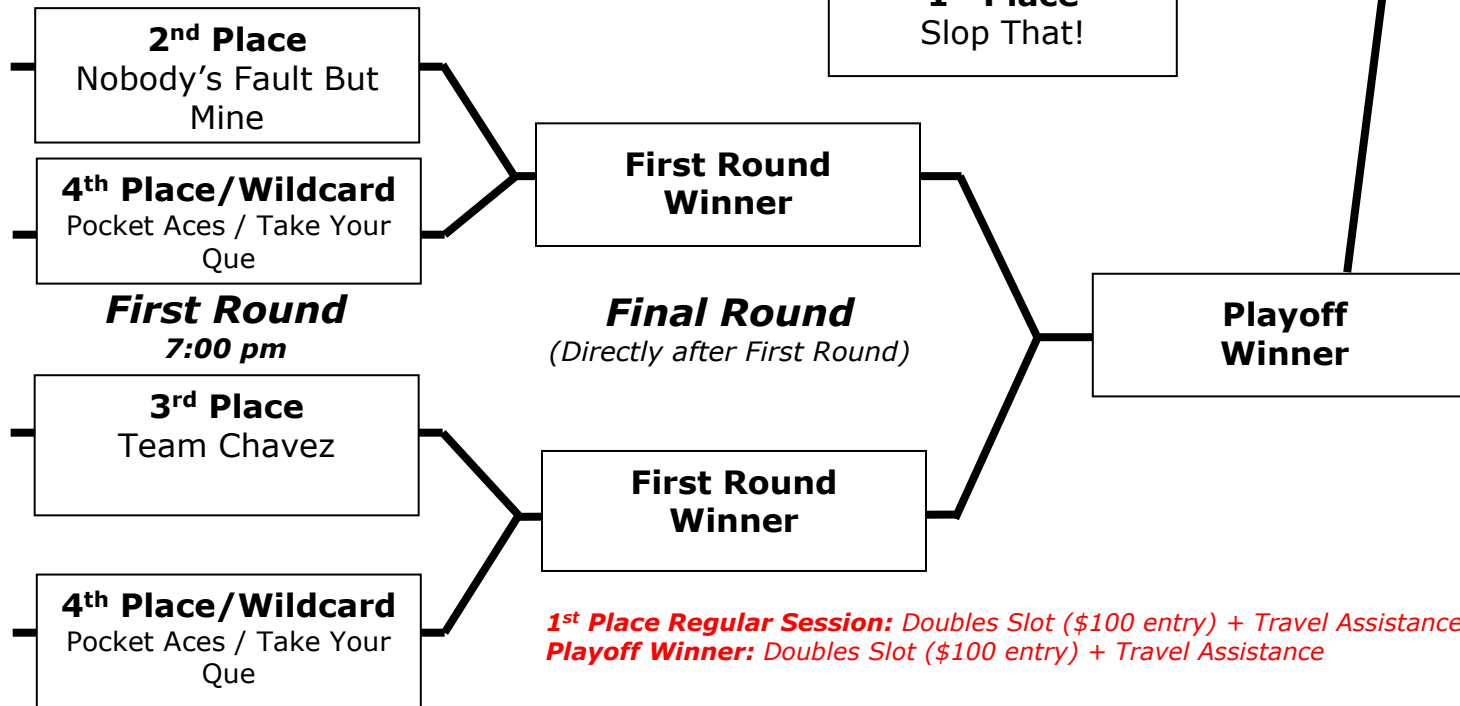 2nd Place
Nobody’s Fault But
Mine
4th Place/Wildcard
Pocket Aces / Take Your
Que
First Round
7:00 pm
3rd Place
Team Chavez
4th Place/Wildcard
Pocket Aces / Take Your
Que
1st Place
Slop That!
First Round
Winner
Final Round
(Directly after First Round)
First Round
Winner
Playoff
Winner
1st Place Regular Session: Doubles Slot ($100 entry) + Travel Assistance
Playoff Winner: Doubles Slot ($100 entry) + Travel Assistance